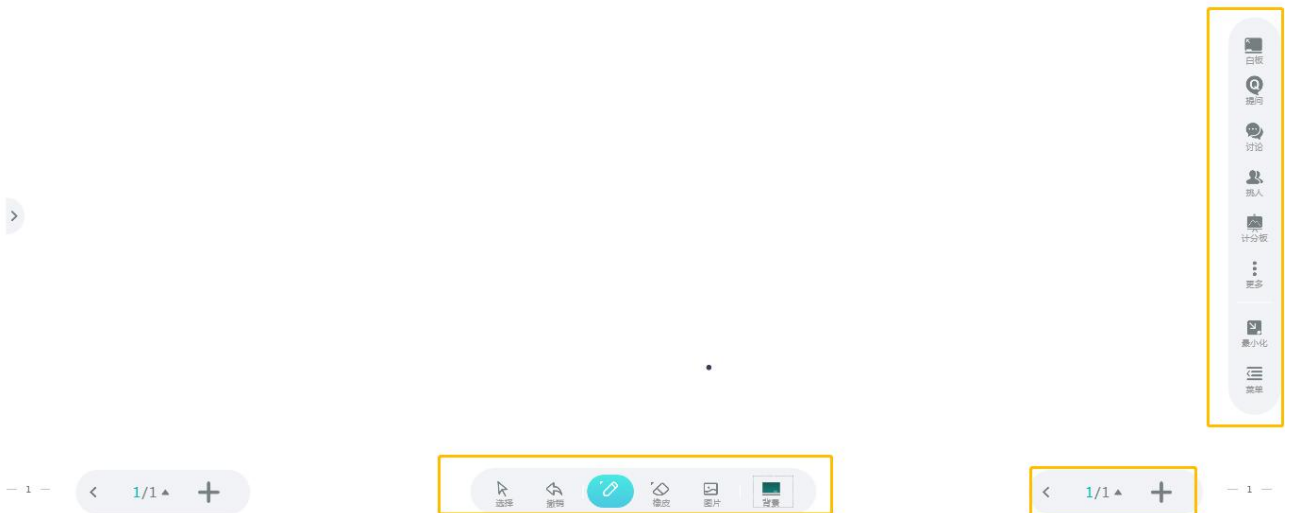 白板
提问
讨论
挑人
计分板
更多
最小化
菜单
— 1 —
1/1
选择
撤销
橡皮
图片
背景
1/1
— 1 —